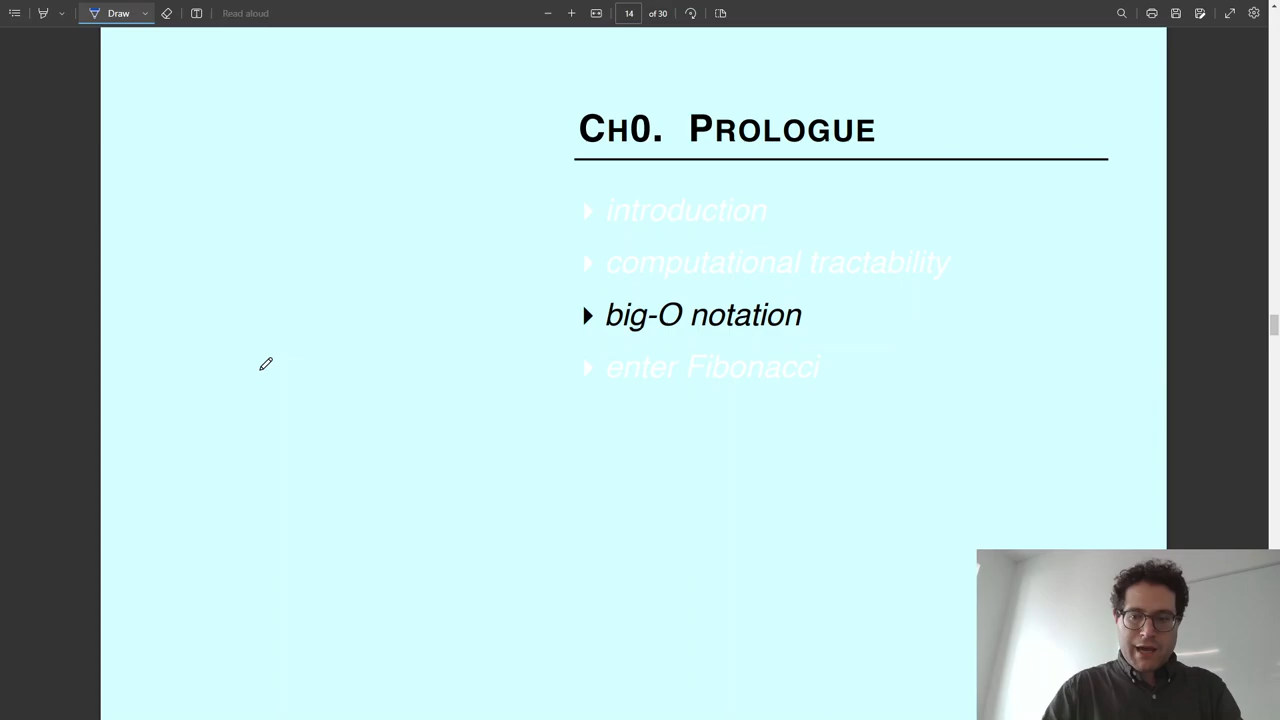 Draw
Read aloud
14 of 30
CH0. PROLOGUE
introduction
computational tractability
big-O notation
enter Fibonacci